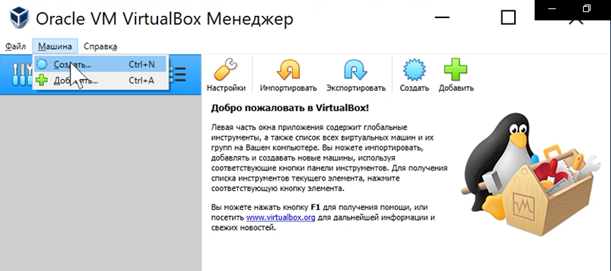 Oracle VM VirtualBox Менеджер
Файл Машина Справка
Создать... Ctrl+N
Добавить... Ctrl+A
Настройки Импортировать Экспортировать Создать Добавить
Добро пожаловать в VirtualBox!
Левая часть окна приложения содержит глобальные
инструменты, а также список всех виртуальных машин и их
групп на Вашем компьютере. Вы можете импортировать,
добавлять и создавать новые машины, используя
соответствующие кнопки панели инструментов. Для получения
списка инструментов текущего элемента, нажмите
соответствующую кнопку элемента.
Вы можете нажать кнопку F1 для получения помощи, или
посетить www.virtualbox.org для дальнейшей информации и
свежих новостей.